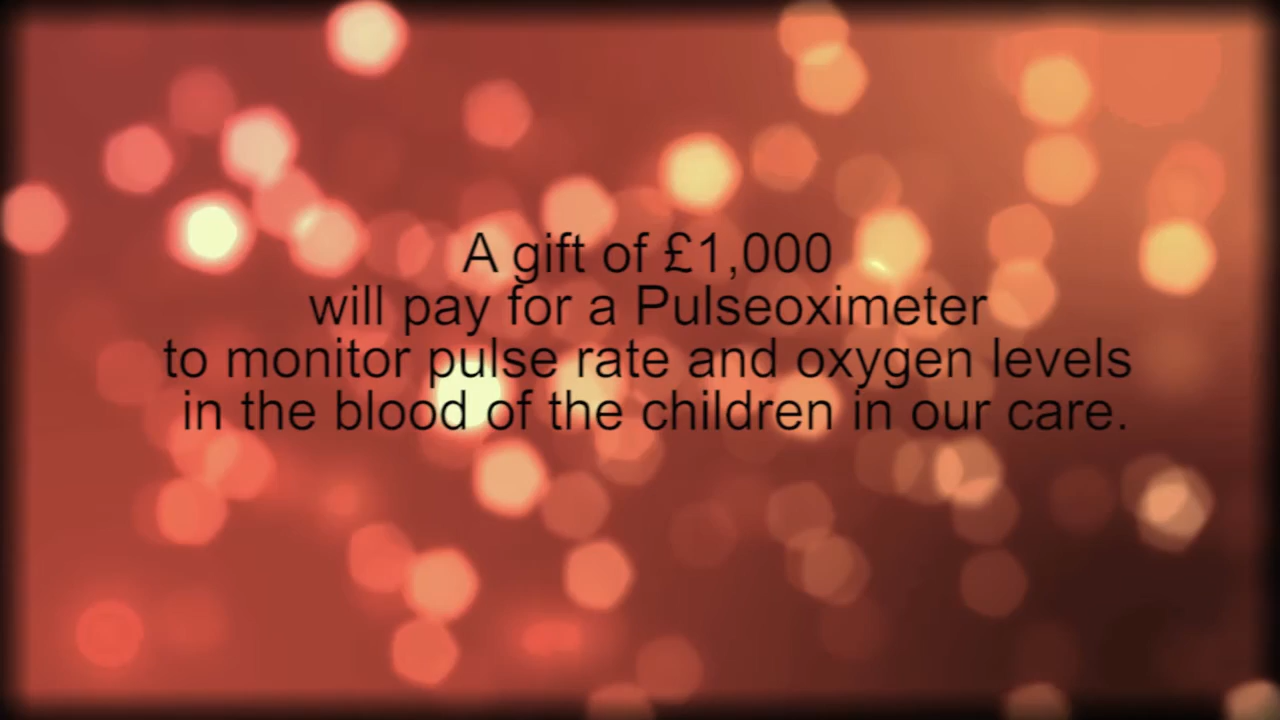 A gift of £1,000
will pay for a Pulseoximeter
to monitor pulse rate and oxygen levels
in the blood of the children in our care.